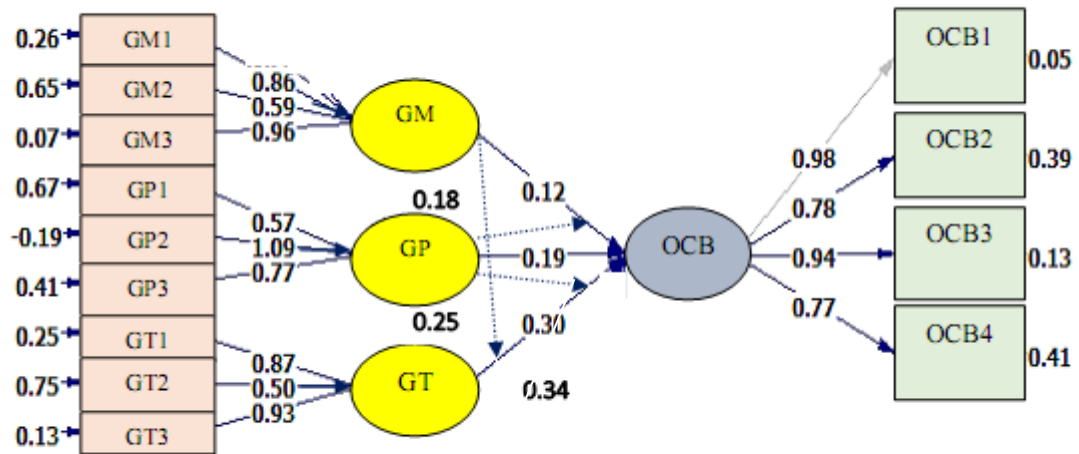 0.26
GM1
0.65
GM2
0.07
GM3
0.67
GP1
-0.19
GP2
0.41
GP3
0.25
GT1
0.75
GT2
0.13
GT3
0.86
0.59
0.96
0.57
1.09
0.77
0.87
0.50
0.93
GM
0.18
GP
0.25
GT
0.12
0.19
0.30
0.34
OCB
0.98
0.78
0.94
0.77
OCB1
0.05
OCB2
0.39
OCB3
0.13
OCB4
0.41